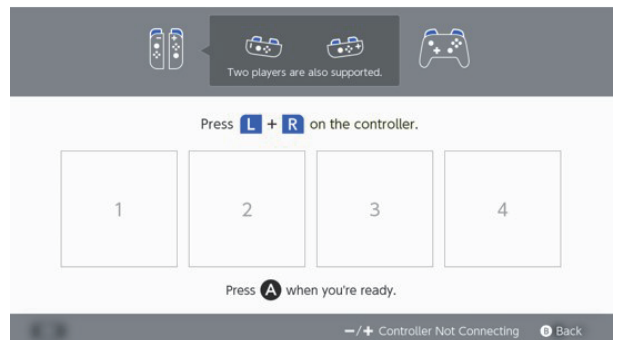 Two players are also supported.
Press L + R on the controller.
1 2 3 4
Press A when you're ready.
−/+ Controller Not Connecting B Back